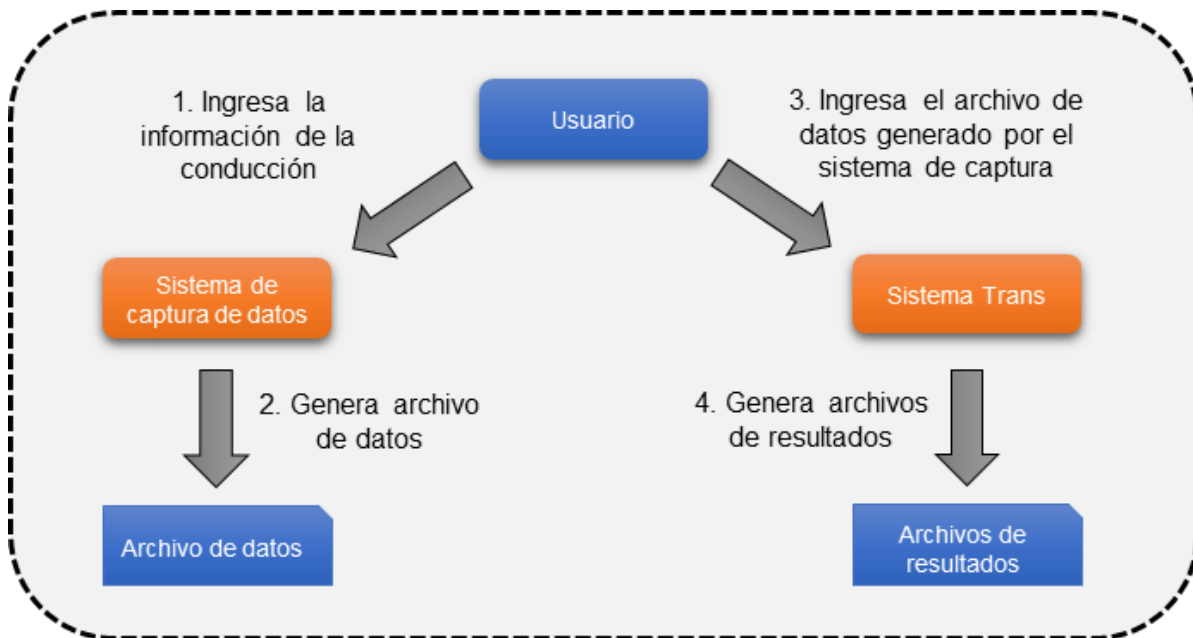 1. Ingresa la
información de la
conducción
Usuario
3. Ingresa el archivo de
datos generado por el
sistema de captura
Sistema de
captura de datos
Sistema Trans
2. Genera archivo
de datos
4. Genera archivos
de resultados
Archivo de datos
Archivos de
resultados